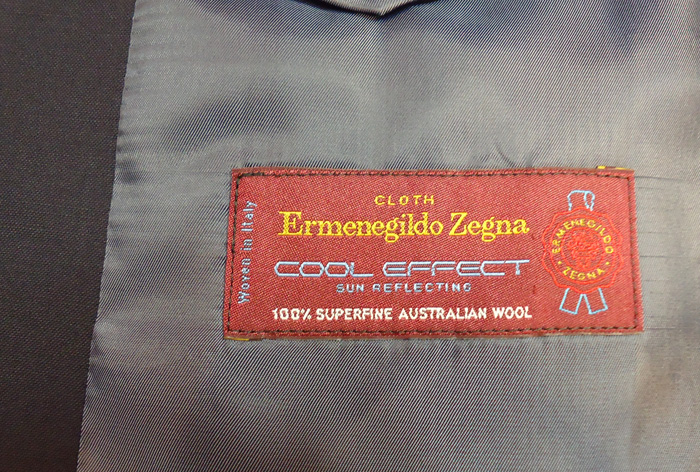 Woven in Italy
CLOTH
Ermenegildo Zegna
COOL EFFECT
SUN REFLECTING
100% SUPERFINE AUSTRALIAN WOOL
ERMENEGILDO
ZEGNA